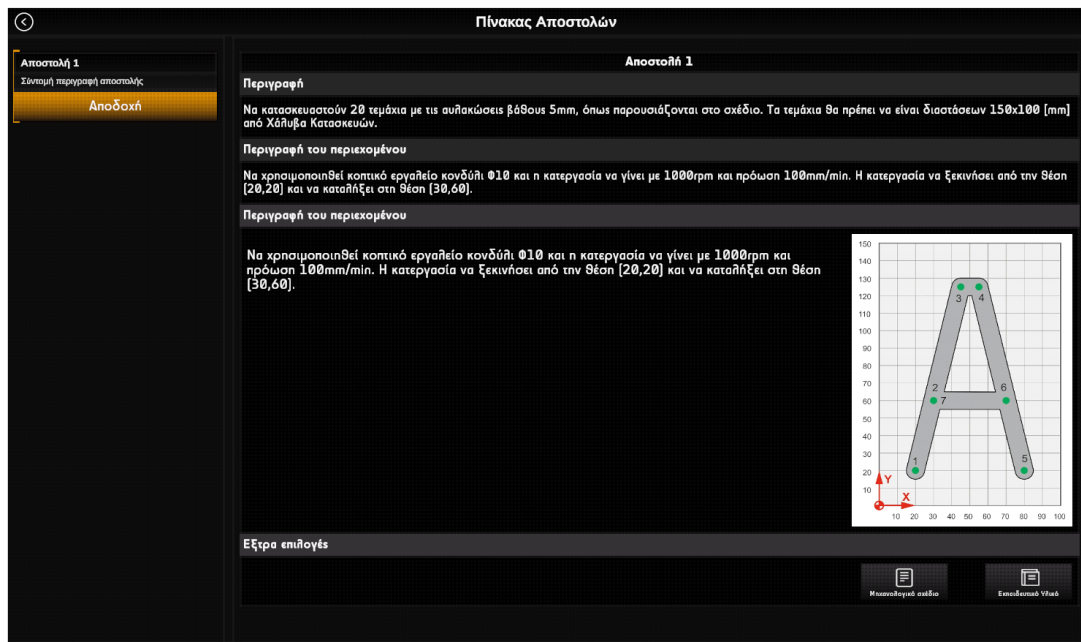 Πίνακας Αποστολών
Αποστολή 1
Σύντομή περιγραφή αποστολής
Αποδοχή
Αποστολή 1
Περιγραφή
Να κατασκευαστούν 20 τεμάχια με τις αυλακώσεις βάθους 5mm, όπως παρουσιάζονται στο σχέδιο. Τα τεμάχια θα πρέπει να είναι διαστάσεων 150x100 [mm]
από Χάλυβα Κατασκευών.
Περιγραφή του περιεχομένου
Να χρησιμοποιηθεί κοπτικό εργαλείο κονδύλι Φ10 και η κατεργασία να γίνει με 1000rpm και πρόωση 100mm/min. Η κατεργασία να ξεκινήσει από την θέση
[20,20] και να καταλήξει στη θέση [30,60].
Περιγραφή του περιεχομένου
Να χρησιμοποιηθεί κοπτικό εργαλείο κονδύλι Φ10 και η κατεργασία να γίνει με 1000rpm και
πρόωση 100mm/min. Η κατεργασία να ξεκινήσει από την θέση [20,20] και να καταλήξει στη θέση
[30,60].
150
140
130
120
110
100
90
80
70
60
50
40
30
20
10
3 4
2 7 6
1 5
Y
X
10 20 30 40 50 60 70 80 90 100
Εξτρα επιλογές
Μηχανολογικό σχέδιο
Εκπαιδευτικό Υλικό